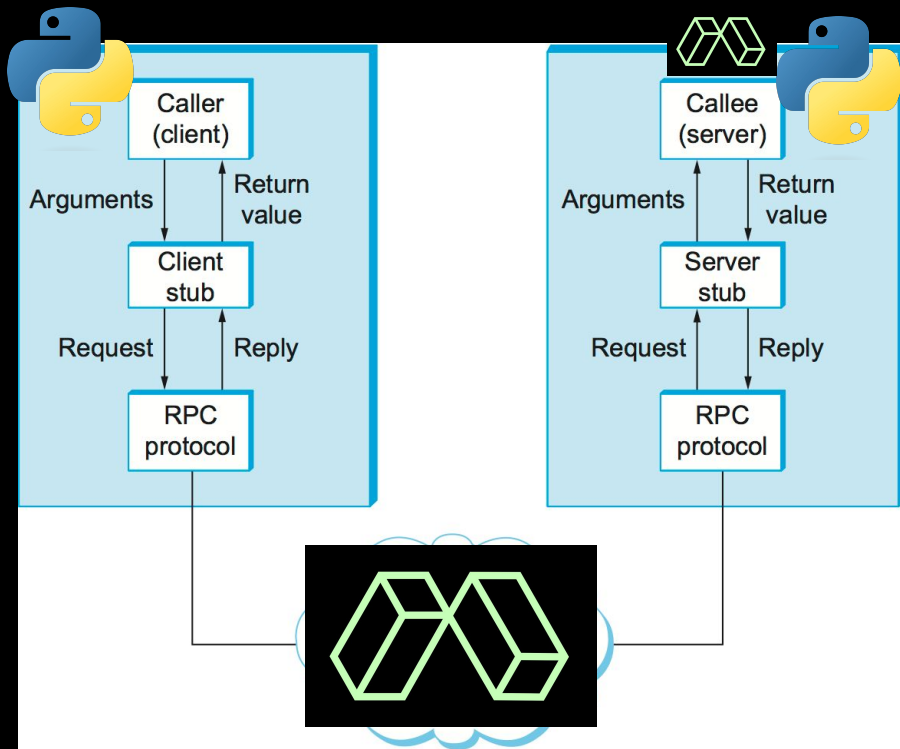 Caller
(client)
Arguments
Return
value
Client
stub
Request
Reply
RPC
protocol
Callee
(server)
Arguments
Return
value
Server
stub
Request
Reply
RPC
protocol